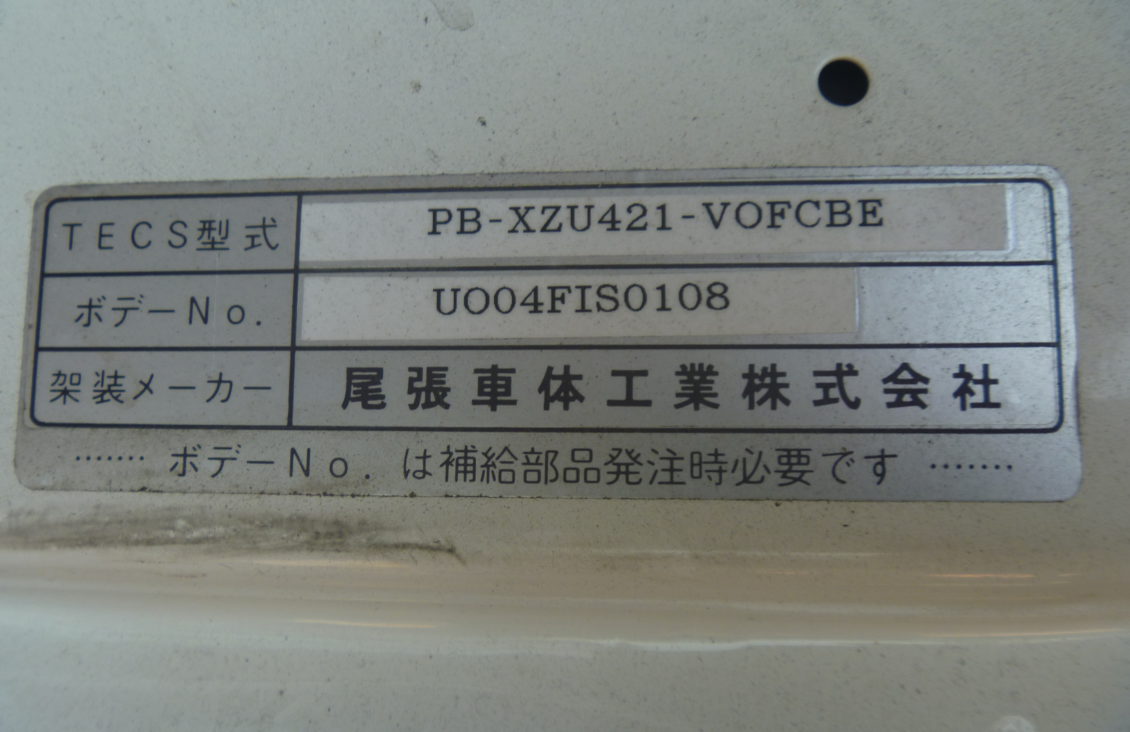 TECS型式 PB-XZU421-VOFCBE
ボデーNo. UO04FIS0108
架装メーカー 尾張車体工業株式会社
……‥ ボデーNo. は補給部品発注時必要です ……‥